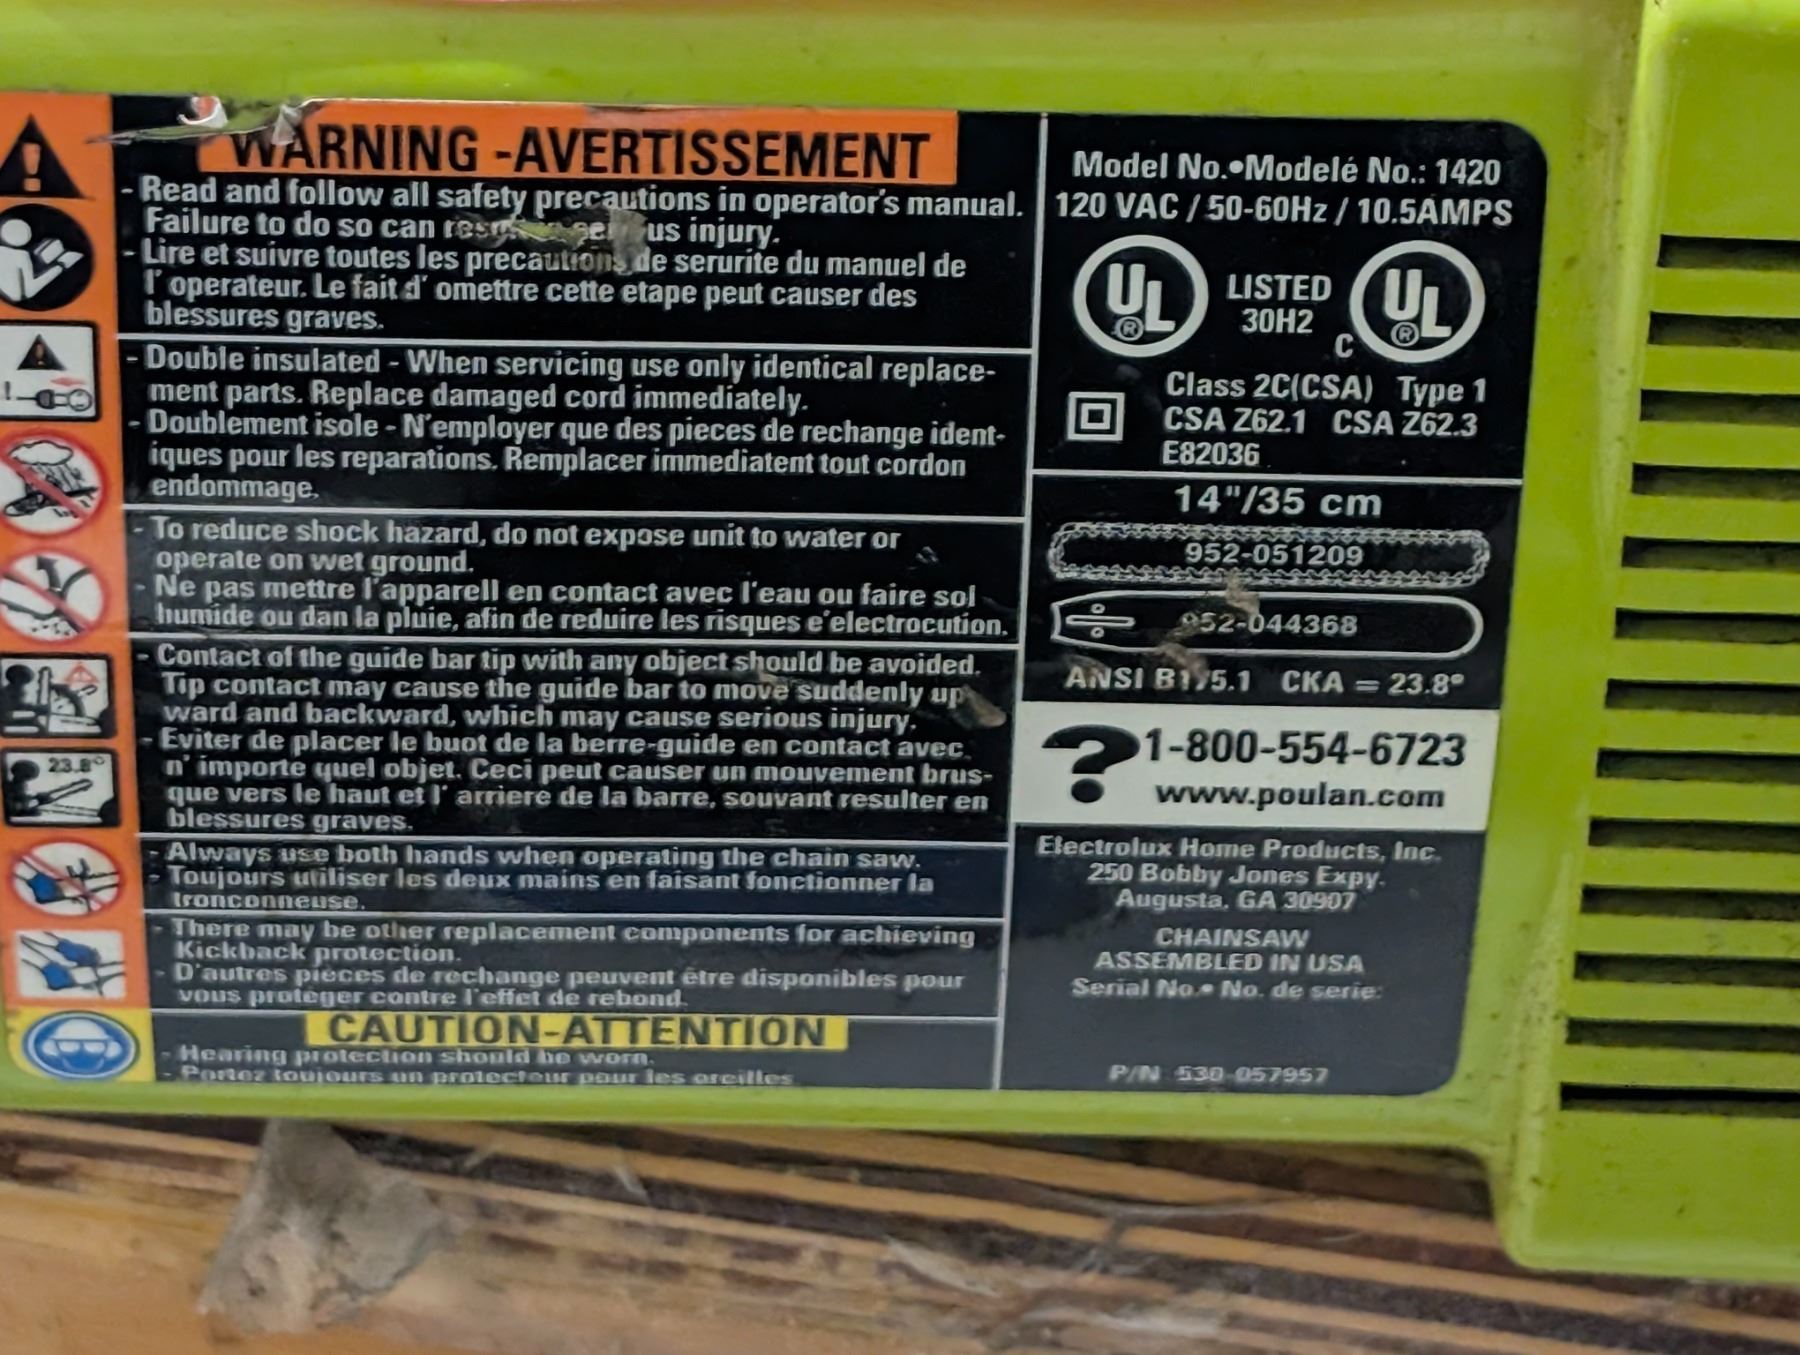 WARNING -AVERTISSEMENT
- Read and follow all safety precautions in operator's manual.
Failure to do so can us injury.
- Lire et suivre toutes les precautions de serurite du manuel de
l'operateur. Le fait d' omettre cette etape peut causer des
blessures graves.
- Double insulated - When servicing use only identical replace-
ment parts. Replace damaged cord immediately.
- Doublement isole - N'employer que des pieces de rechange ident-
iques pour les reparations. Remplacer immediatent tout cordon
endommage.
- To reduce shock hazard, do not expose unit to water or
operate on wet ground.
- Ne pas mettre l'apparell en contact avec l'eau ou faire sol
humide ou dan la pluie, afin de reduire les risques e'electrocution.
- Contact of the guide bar tip with any object should be avoided.
Tip contact may cause the guide bar to move suddenly up
ward and backward, which may cause serious injury.
- Eviter de placer le buot de la berre-guide en contact avec.
n' importe quel objet. Ceci peut causer un mouvement brus-
que vers le haut et l' arriere de la barre, souvant resulter en
blessures graves.
23.8°
- Always use both hands when operating the chain saw.
- Toujours utiliser les deux mains en faisant fonctionner la
tronconneuse.
- There may be other replacement components for achieving
Kickback protection.
- D'autres pièces de rechange peuvent être disponibles pour
vous protéger contre l'effet de rebond.
CAUTION-ATTENTION
- Hearing protection should be worn.
- Portez toujours un protecteur pour les oreilles
Model No.•Modelé No.: 1420
120 VAC / 50-60Hz / 10.5AMPS
UL ® LISTED 30H2 C UL ®
Class 2C(CSA) Type 1
CSA Z62.1 CSA Z62.3
E82036
14"/35 cm
952-051209
952-044368
ANSI B175.1 CKA = 23.8°
? 1-800-554-6723
www.poulan.com
Electrolux Home Products, Inc.
250 Bobby Jones Expy.
Augusta, GA 30907
CHAINSAW
ASSEMBLED IN USA
Serial No.• No. de serie:
P/N 530-057957